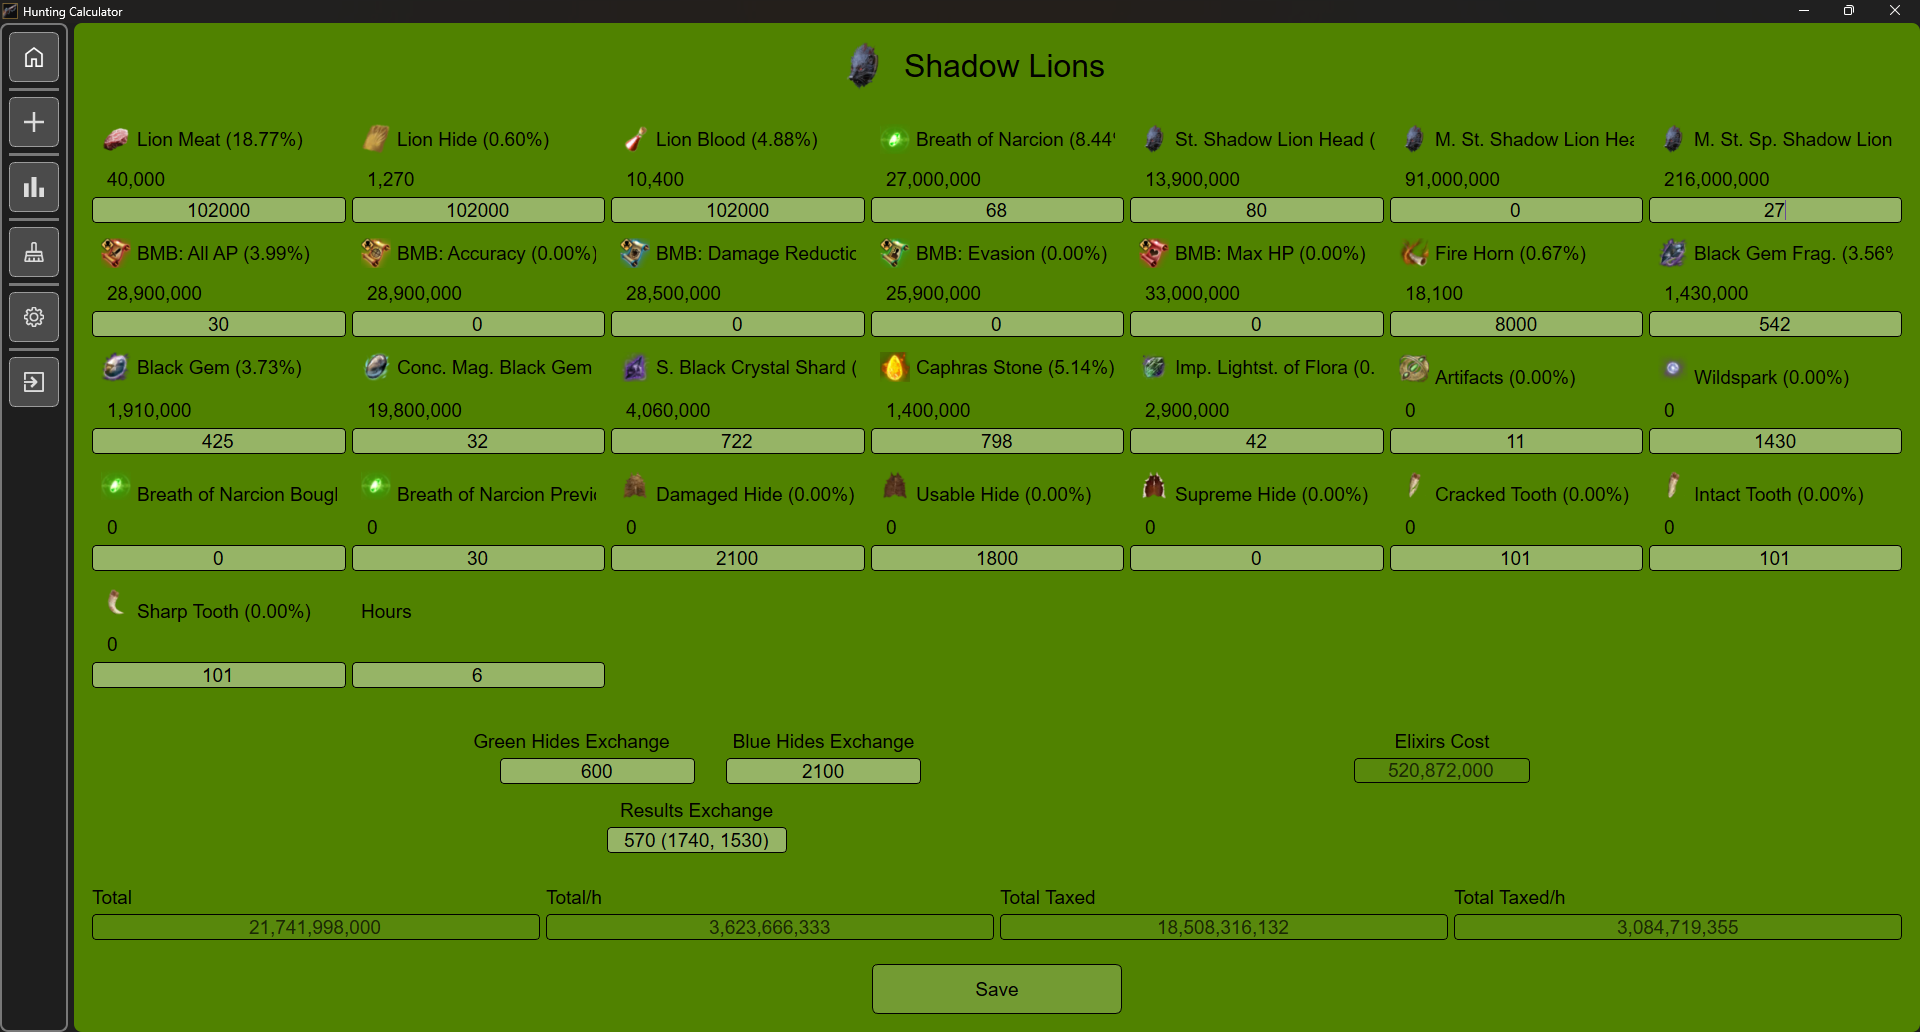 Hunting Calculator
Shadow Lions
Lion Meat (18.77%) Lion Hide (0.60%) Lion Blood (4.88%) Breath of Narcion (8.44 St. Shadow Lion Head ( M. St. Shadow Lion Hea M. St. Sp. Shadow Lion
40,000 1,270 10,400 27,000,000 13,900,000 91,000,000 216,000,000
102000 102000 102000 68 80 0 27
BMB: All AP (3.99%) BMB: Accuracy (0.00%) BMB: Damage Reductic BMB: Evasion (0.00%) BMB: Max HP (0.00%) Fire Horn (0.67%) Black Gem Frag. (3.56%
28,900,000 28,900,000 28,500,000 25,900,000 33,000,000 18,100 1,430,000
30 0 0 0 0 8000 542
Black Gem (3.73%) Conc. Mag. Black Gem S. Black Crystal Shard ( Caphras Stone (5.14%) Imp. Lightst. of Flora (0. Artifacts (0.00%) Wildspark (0.00%)
1,910,000 19,800,000 4,060,000 1,400,000 2,900,000 0 0
425 32 722 798 42 11 1430
Breath of Narcion Bougl Breath of Narcion Previ Damaged Hide (0.00%) Usable Hide (0.00%) Supreme Hide (0.00%) Cracked Tooth (0.00%) Intact Tooth (0.00%)
0 0 0 0 0 0 0
0 30 2100 1800 0 101 101
Sharp Tooth (0.00%) Hours
0
101 6
Green Hides Exchange Blue Hides Exchange Elixirs Cost
600 2100 520,872,000
Results Exchange
570 (1740, 1530)
Total Total/h Total Taxed Total Taxed/h
21,741,998,000 3,623,666,333 18,508,316,132 3,084,719,355
Save